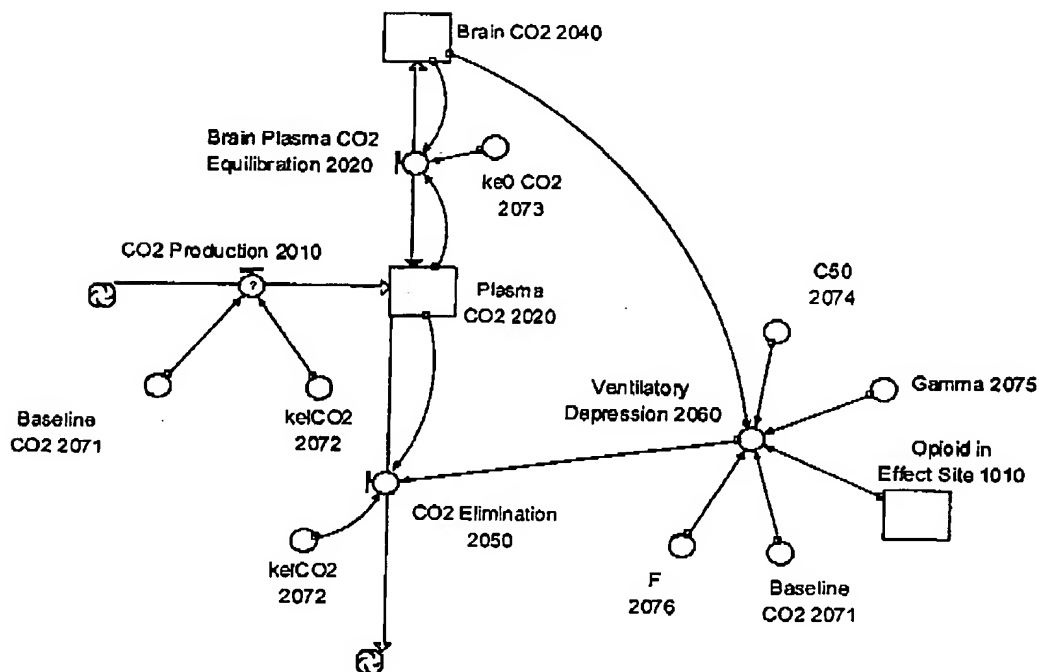 Brain CO2 2040
Brain Plasma CO2
Equilibration 2020
ke0 CO2
2073
CO2 Production 2010
?
Plasma
CO2 2020
C50
2074
Baseline
CO2 2071
kelCO2
2072
Ventilatory
Depression 2060
Gamma 2075
Opioid in
Effect Site 1010
CO2 Elimination
2050
kelCO2
2072
F
2076
Baseline
CO2 2071